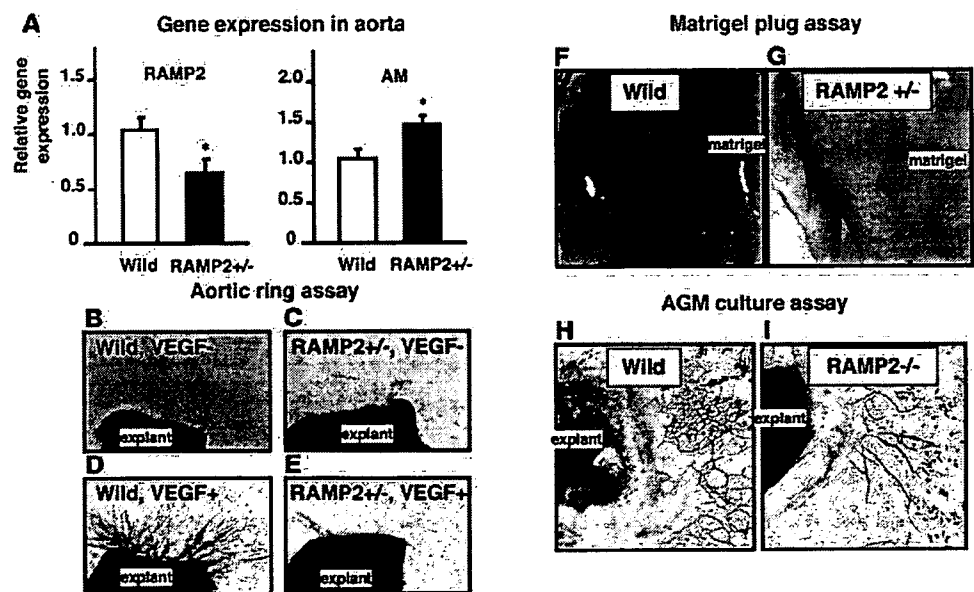 A Gene expression in aorta
Relative gene expression
1.5
1.0
0.5
0
RAMP2
*
Wild RAMP2+/-
2.0
1.5
1.0
0.5
0
AM
*
Wild RAMP2+/-
Aortic ring assay
B
Wild, VEGF-
explant
C
RAMP2+/-, VEGF-
explant
D
Wild, VEGF+
explant
E
RAMP2+/-, VEGF+
explant
Matrigel plug assay
F
Wild
matrigel
G
RAMP2 +/-
matrigel
AGM culture assay
H
Wild
explant
I
RAMP2-/-
explant